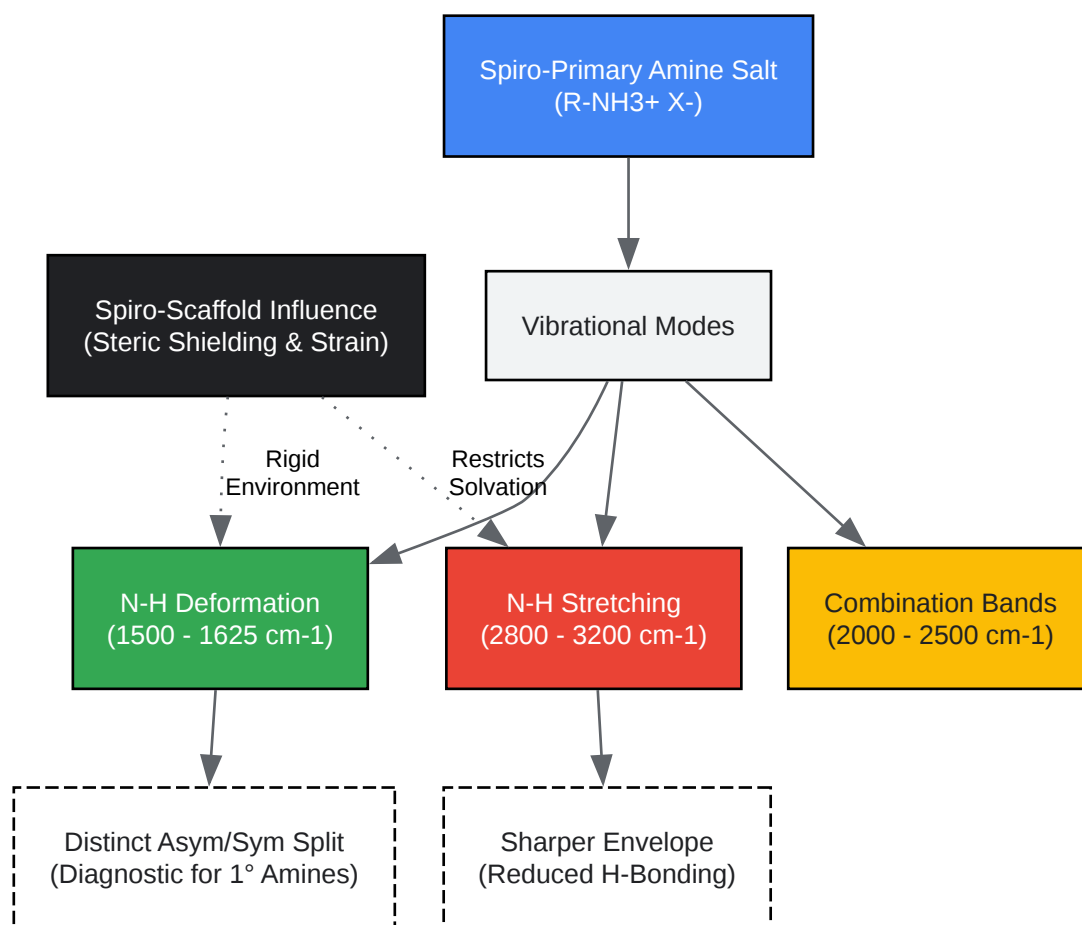 Spiro-Primary Amine Salt
(R-NH3+ X-)
Spiro-Scaffold Influence
(Steric Shielding & Strain)
Vibrational Modes
Rigid
Environment
Restricts
Solvation
N-H Deformation
(1500 - 1625 cm-1)
N-H Stretching
(2800 - 3200 cm-1)
Combination Bands
(2000 - 2500 cm-1)
Distinct Asym/Sym Split
(Diagnostic for 1° Amines)
Sharper Envelope
(Reduced H-Bonding)